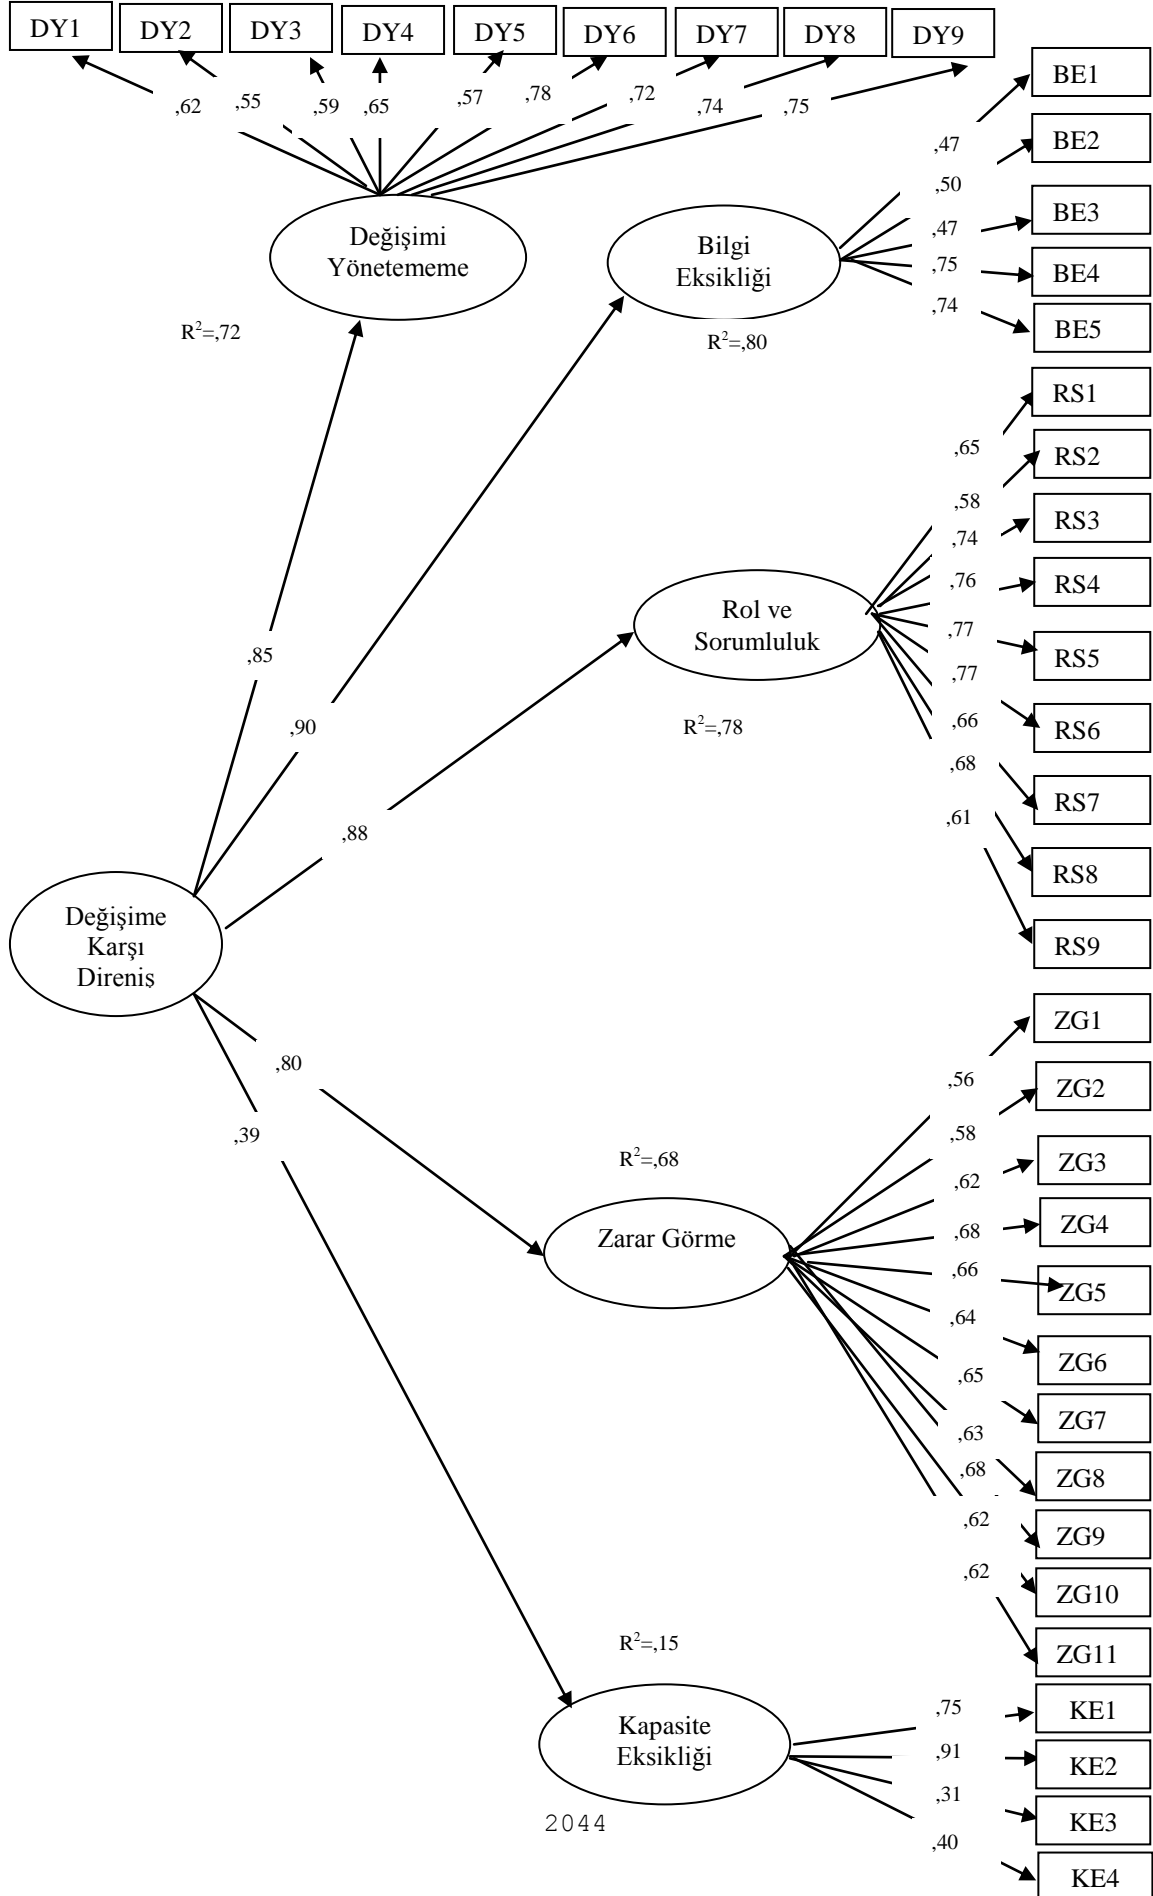 DY1
DY2
DY3
DY4
DY5
DY6
DY7
DY8
DY9
,62
,55
,59
,65
,57
,78
,72
,74
,75
Değişimi
Yönetememe
R²=,72
Bilgi
Eksikliği
R²=,80
,47
,50
,47
,75
,74
BE1
BE2
BE3
BE4
BE5
Rol ve
Sorumluluk
R²=,78
,65
,58
,74
,76
,77
,77
,66
,68
,61
RS1
RS2
RS3
RS4
RS5
RS6
RS7
RS8
RS9
,85
,90
,88
Değişime
Karşı
Direniş
,80
,39
R²=,68
Zarar Görme
,56
,58
,62
,68
,66
,64
,65
,63
,68
,62
,62
ZG1
ZG2
ZG3
ZG4
ZG5
ZG6
ZG7
ZG8
ZG9
ZG10
ZG11
R²=,15
Kapasite
Eksikliği
,75
,91
,31
,40
KE1
KE2
KE3
KE4
2044